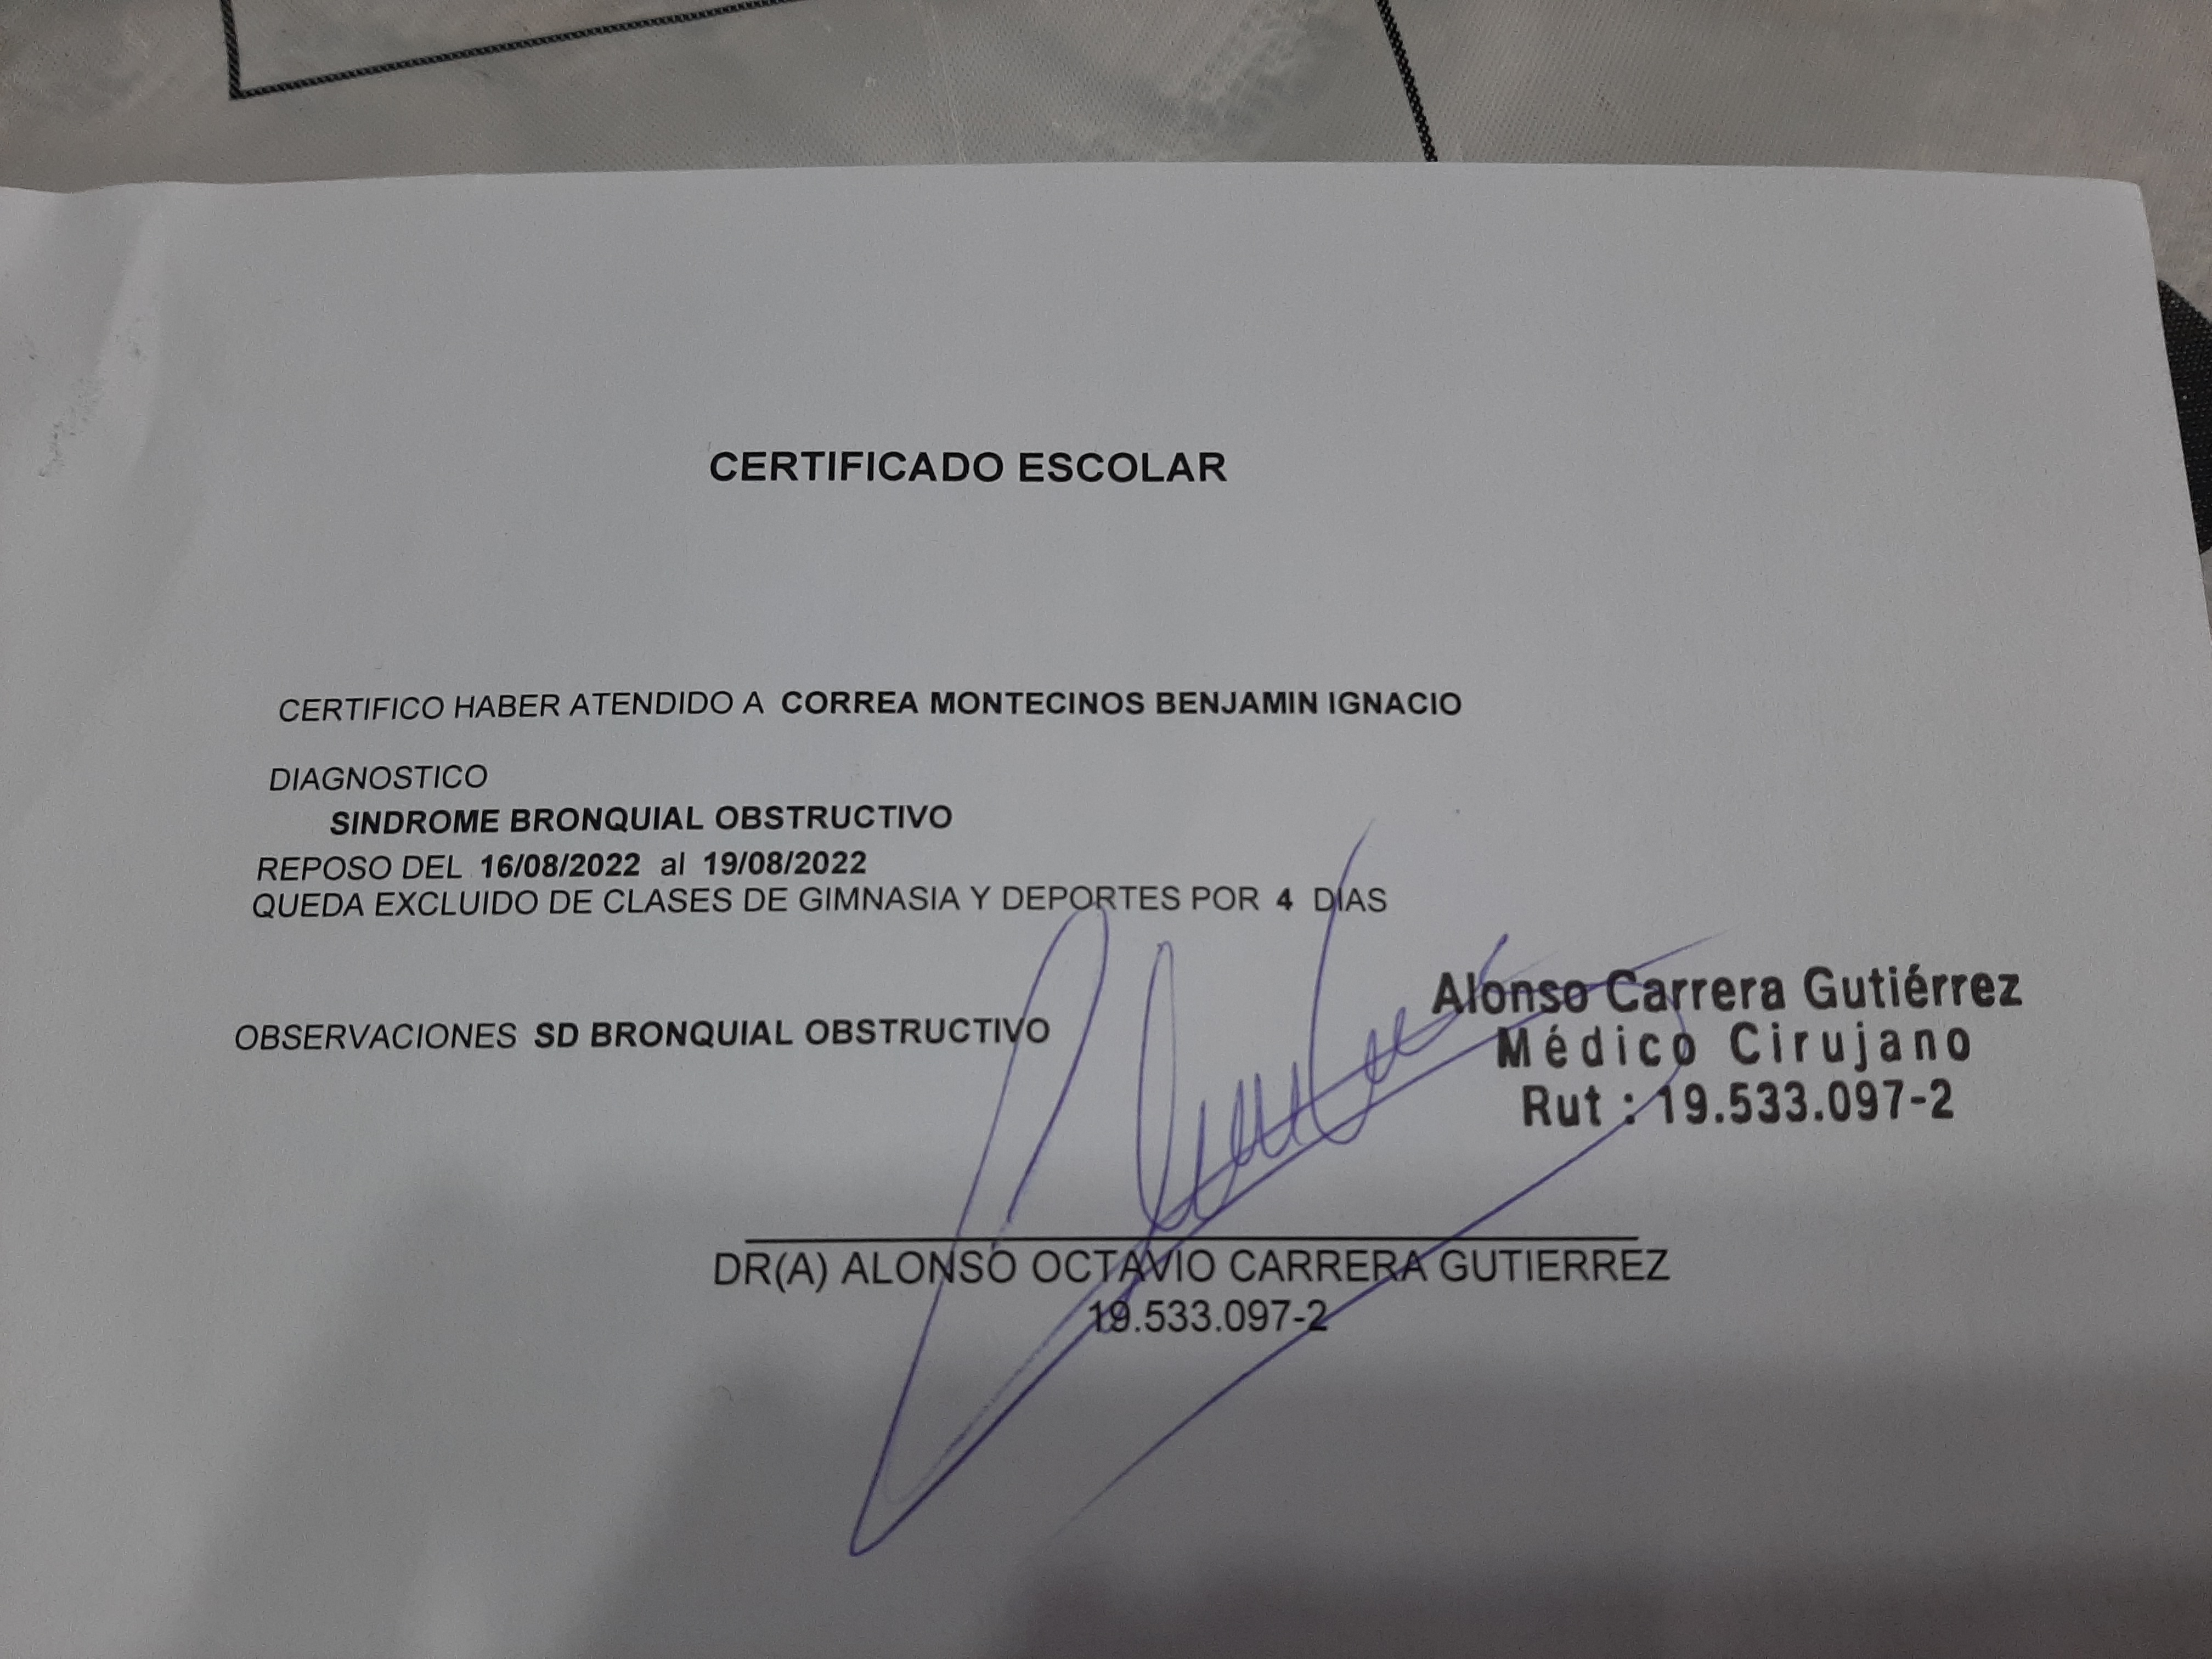 CERTIFICADO ESCOLAR
CERTIFICO HABER ATENDIDO A CORREA MONTECINOS BENJAMIN IGNACIO
DIAGNOSTICO
SINDROME BRONQUIAL OBSTRUCTIVO
REPOSO DEL 16/08/2022 al 19/08/2022
QUEDA EXCLUIDO DE CLASES DE GIMNASIA Y DEPORTES POR 4 DIAS
OBSERVACIONES SD BRONQUIAL OBSTRUCTIVO
Alonso Carrera Gutiérrez
Médico Cirujano
Rut : 19.533.097-2
DR(A) ALONSO OCTAVIO CARRERA GUTIERREZ
19.533.097-2